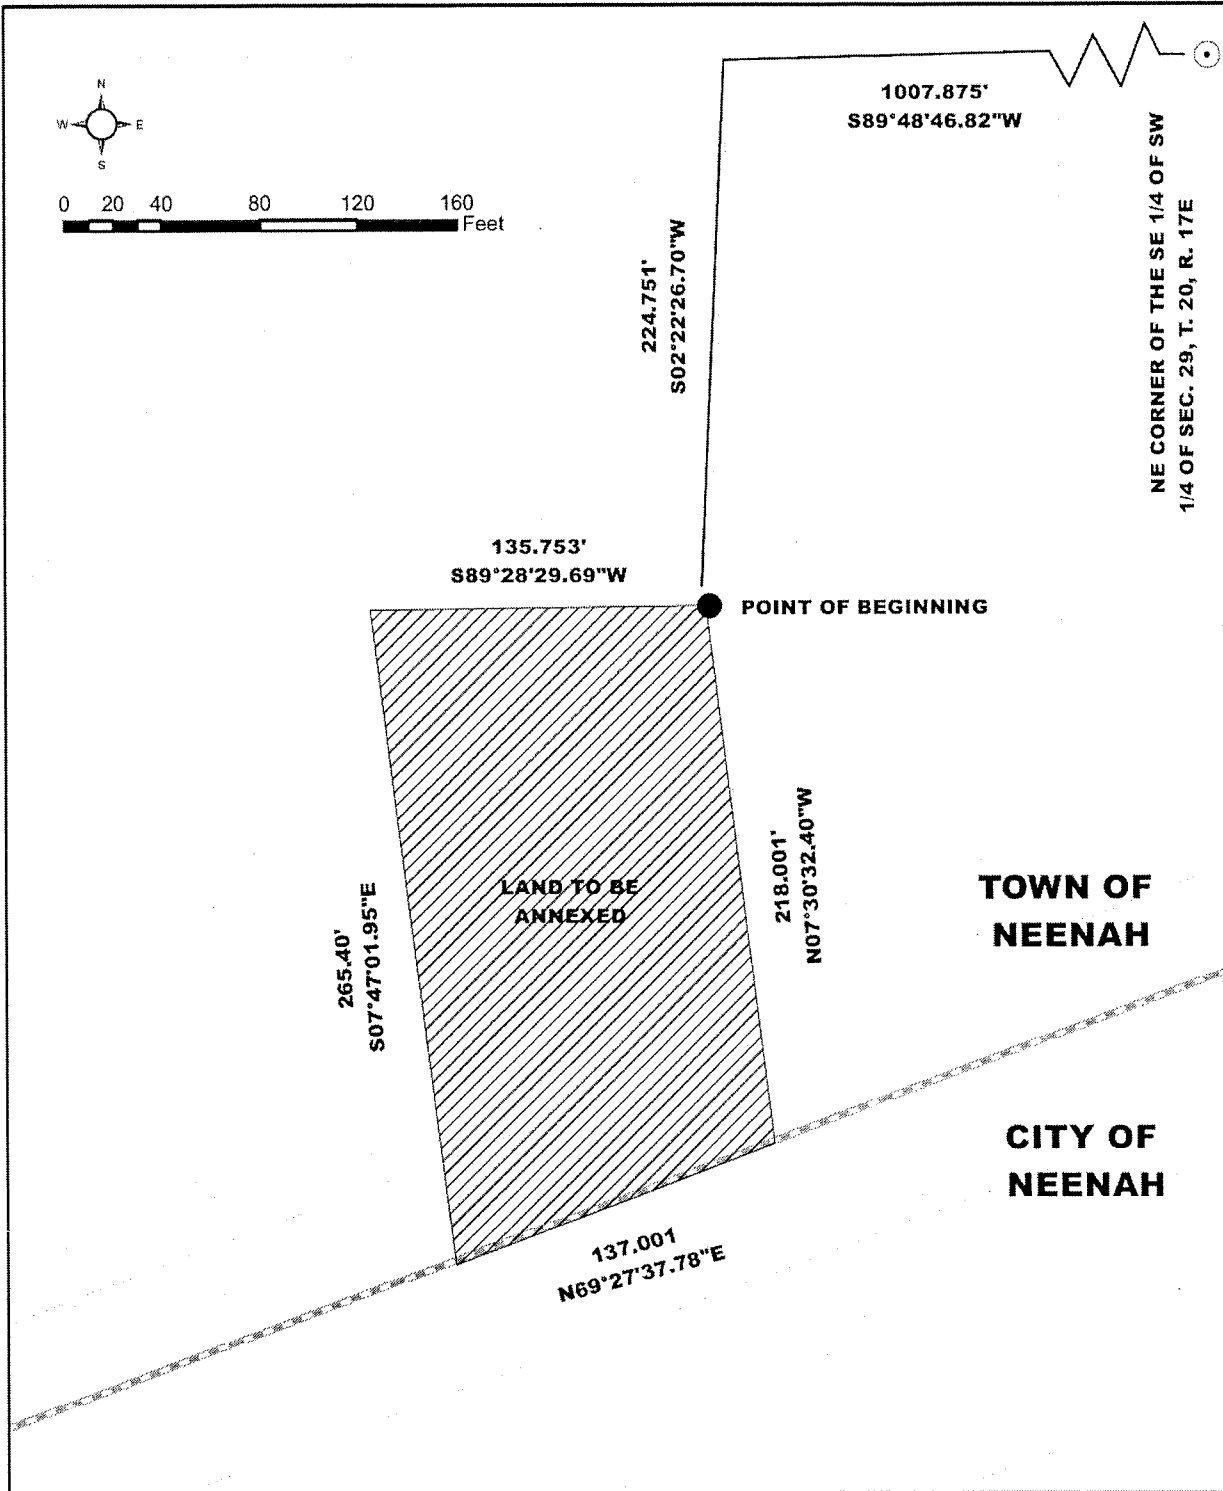 N
W E
S
0 20 40 80 120 160
Feet
1007.875'
S89°48'46.82"W
NE CORNER OF THE SE 1/4 OF SW
1/4 OF SEC. 29, T. 20, R. 17E
224.751'
S02°22'26.70"W
135.753'
S89°28'29.69"W
POINT OF BEGINNING
LAND TO BE
ANNEXED
265.40'
S07°47'01.95"E
218.001'
N07°30'32.40"W
TOWN OF
NEENAH
CITY OF
NEENAH
137.001
N69°27'37.78"E